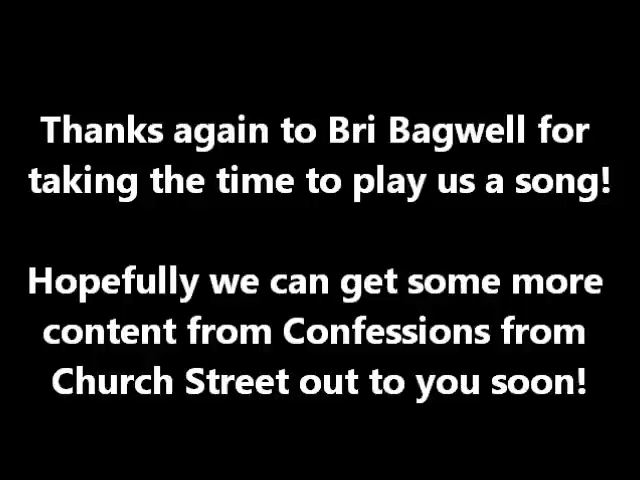 Thanks again to Bri Bagwell for
taking the time to play us a song!
Hopefully we can get some more
content from Confessions from
Church Street out to you soon!